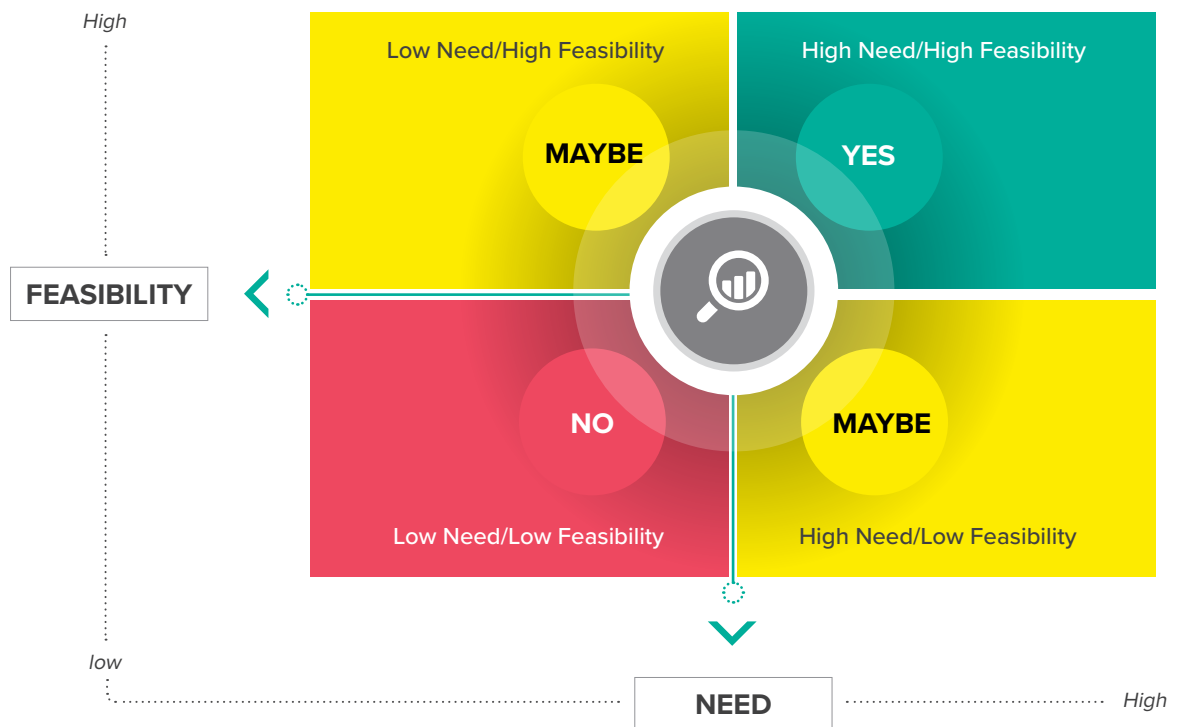 High
Low Need/High Feasibility
High Need/High Feasibility
MAYBE
YES
FEASIBILITY
NO
MAYBE
Low Need/Low Feasibility
High Need/Low Feasibility
low
NEED
High